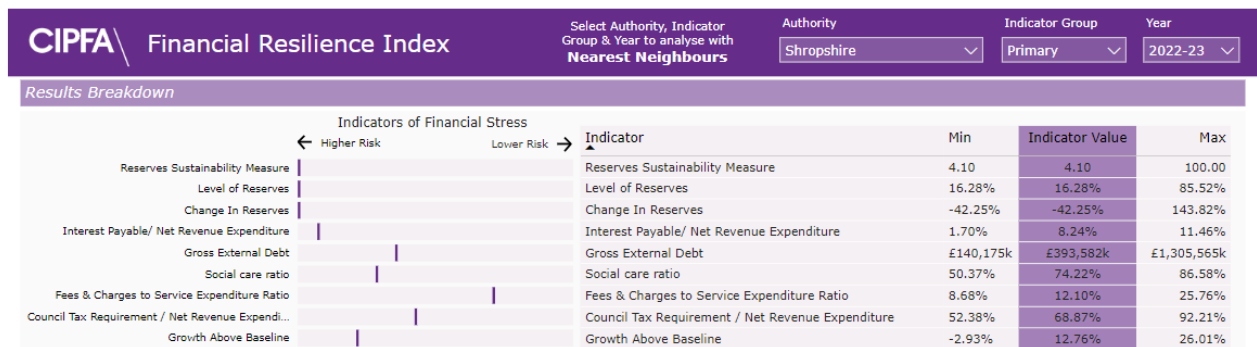 CIPFA Financial Resilience Index
Select Authority, Indicator
Group & Year to analyse with
Nearest Neighbours
Authority
Shropshire
Indicator Group
Primary
Year
2022-23
Results Breakdown
Indicators of Financial Stress
← Higher Risk
Lower Risk →
Reserves Sustainability Measure
Level of Reserves
Change In Reserves
Interest Payable/ Net Revenue Expenditure
Gross External Debt
Social care ratio
Fees & Charges to Service Expenditure Ratio
Council Tax Requirement / Net Revenue Expendi...
Growth Above Baseline
Indicator Min Indicator Value Max
Reserves Sustainability Measure 4.10 4.10 100.00
Level of Reserves 16.28% 16.28% 85.52%
Change In Reserves -42.25% -42.25% 143.82%
Interest Payable/ Net Revenue Expenditure 1.70% 8.24% 11.46%
Gross External Debt £140,175k £393,582k £1,305,565k
Social care ratio 50.37% 74.22% 86.58%
Fees & Charges to Service Expenditure Ratio 8.68% 12.10% 25.76%
Council Tax Requirement / Net Revenue Expenditure 52.38% 68.87% 92.21%
Growth Above Baseline -2.93% 12.76% 26.01%